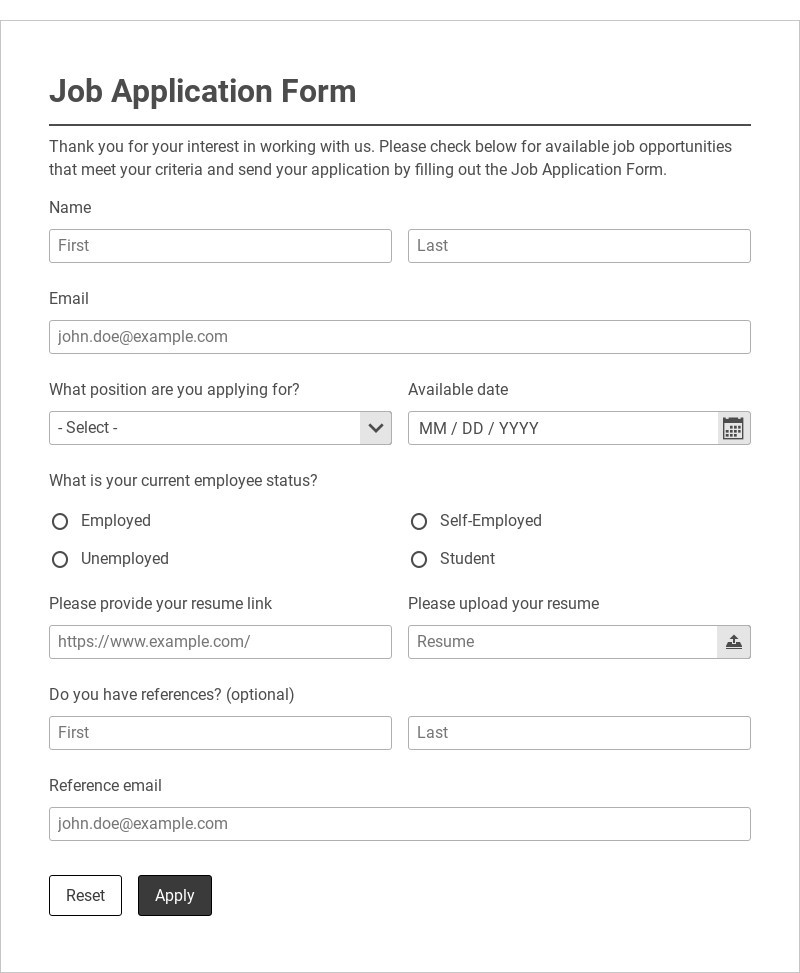 Job Application Form
Thank you for your interest in working with us. Please check below for available job opportunities
that meet your criteria and send your application by filling out the Job Application Form.
Name
First
Last
Email
john.doe@example.com
What position are you applying for?
Available date
- Select -
MM / DD / YYYY
What is your current employee status?
Employed
Self-Employed
Unemployed
Student
Please provide your resume link
Please upload your resume
https://www.example.com/
Resume
Do you have references? (optional)
First
Last
Reference email
john.doe@example.com
Reset
Apply